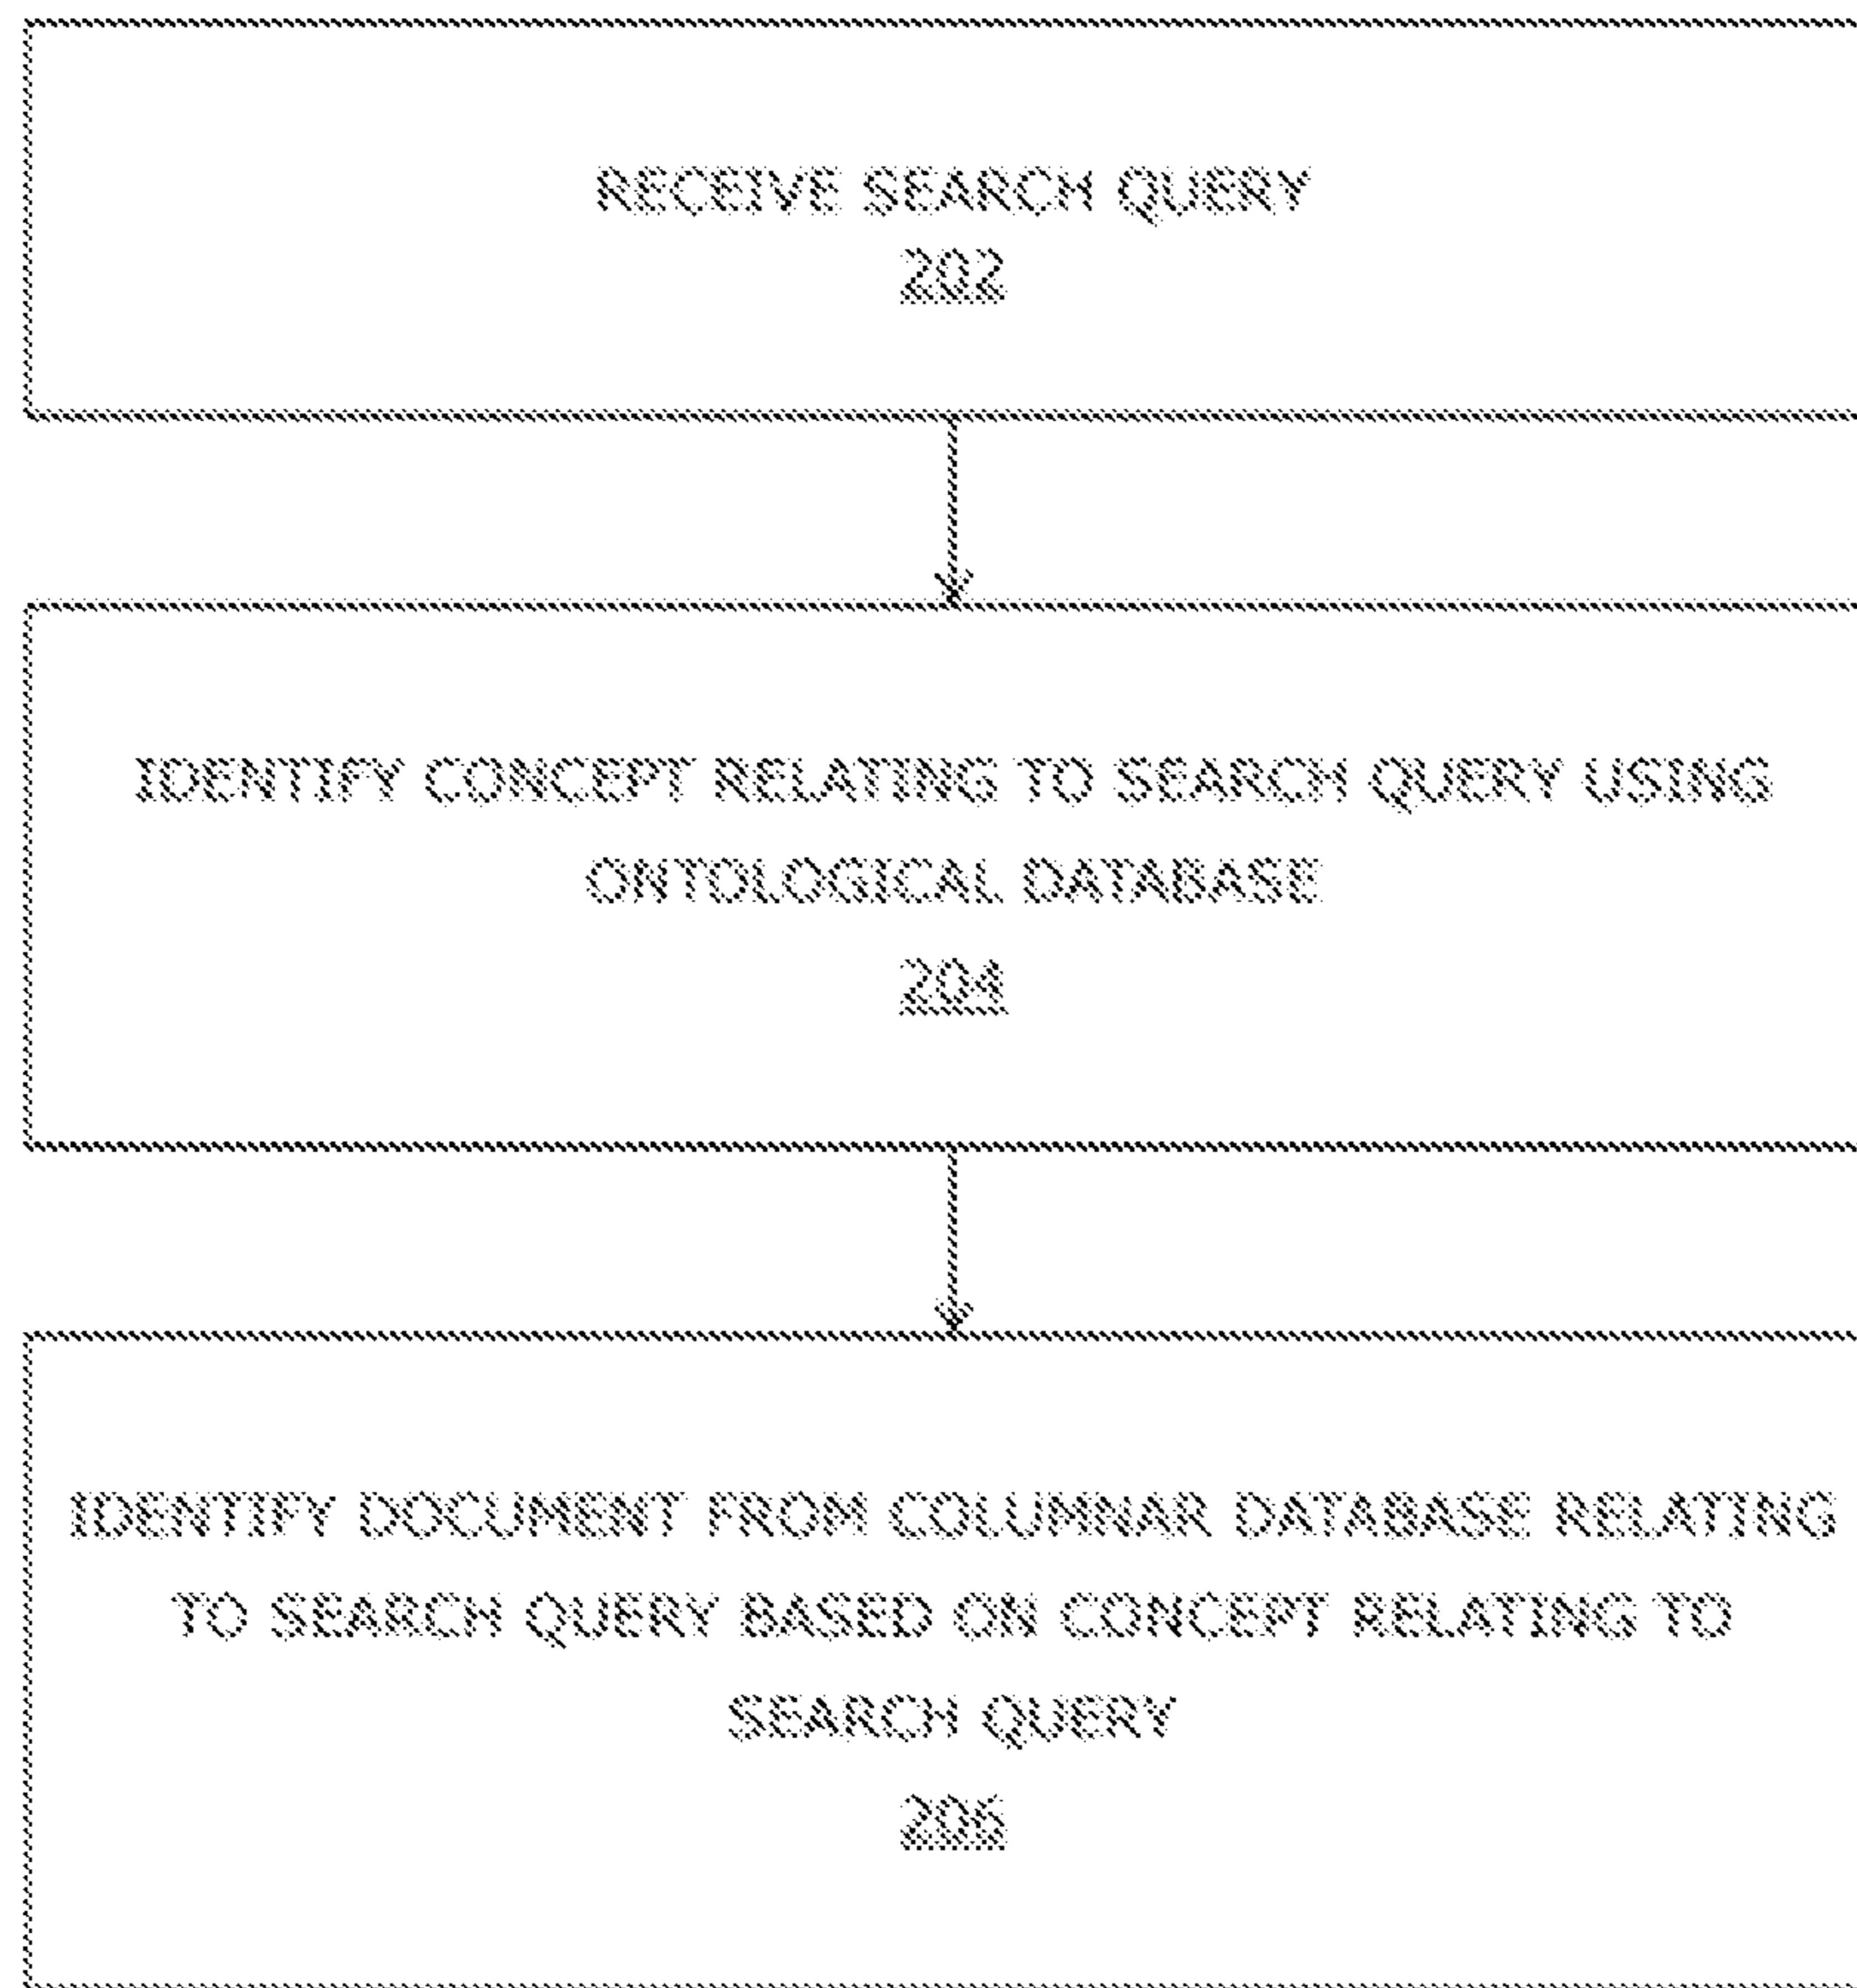 RECEIVE SEARCH QUERY
202
IDENTIFY CONCEPT RELATING TO SEARCH QUERY USING
ONTOLOGICAL DATABASE
204
IDENTIFY DOCUMENT FROM COLUMNAR DATABASE RELATING
TO SEARCH QUERY BASED ON CONCEPT RELATING TO
SEARCH QUERY
206